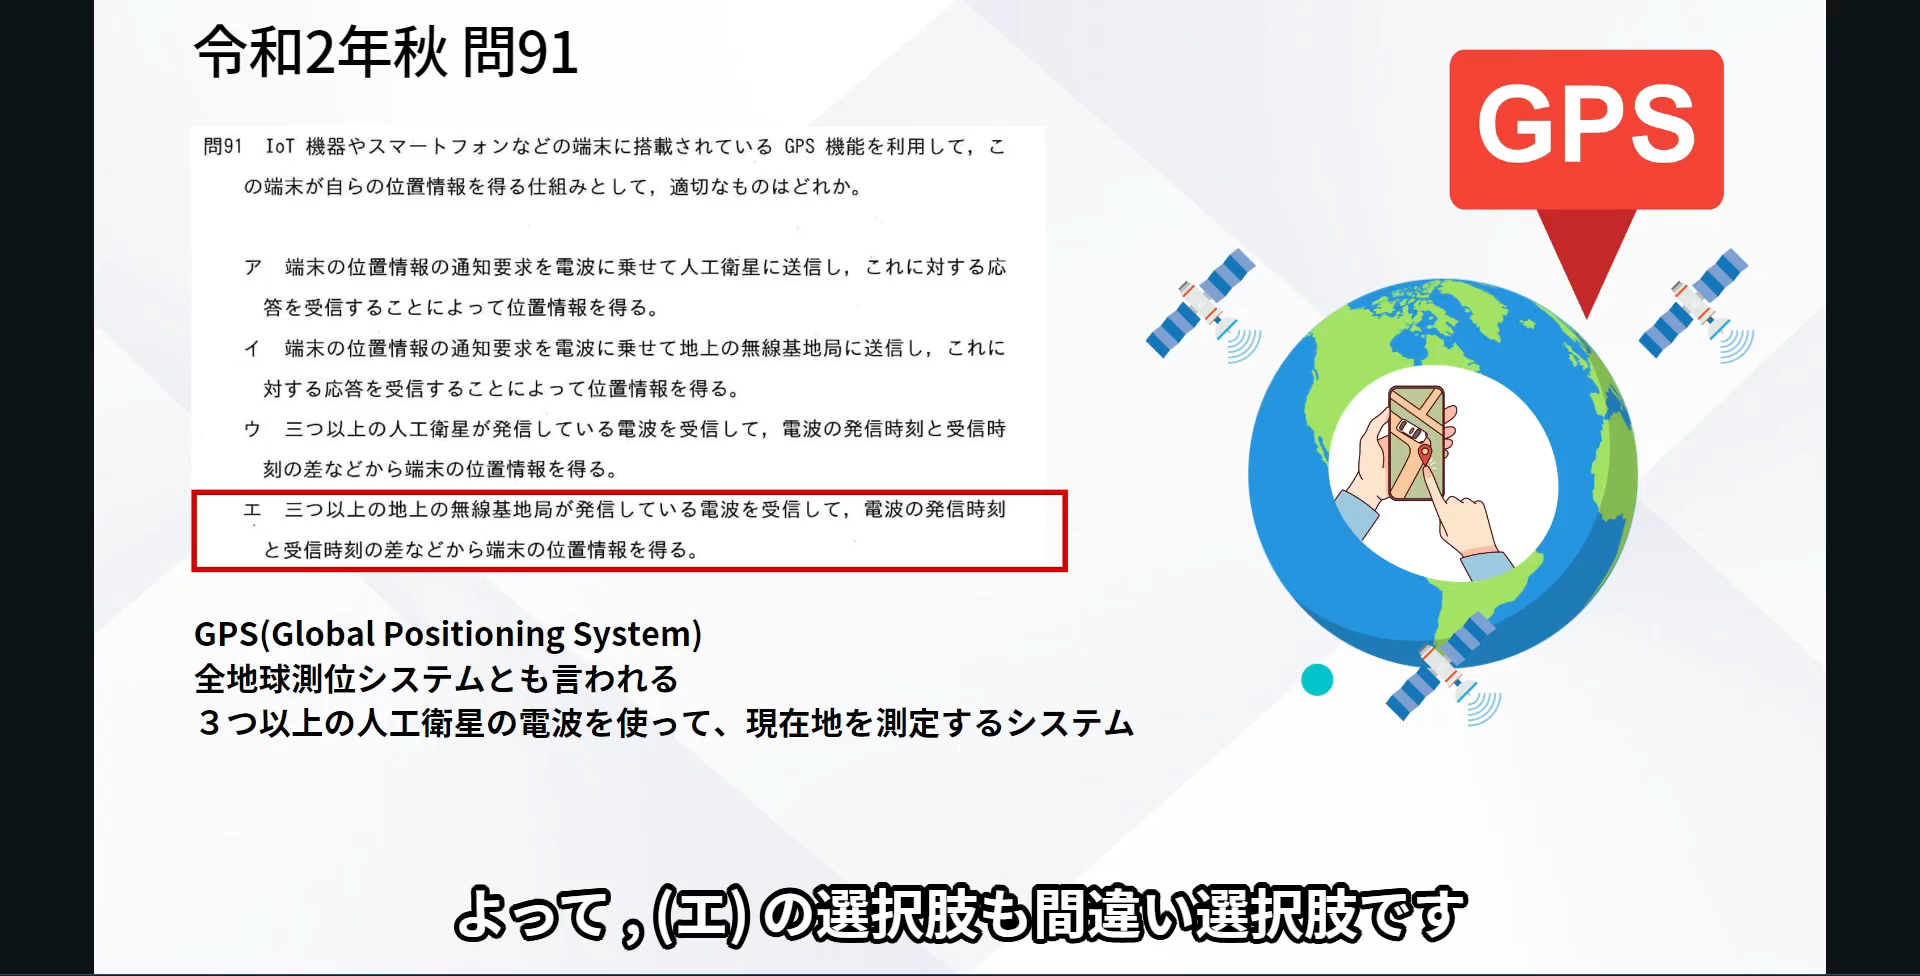 令和2年秋 問91
GPS
問91 IoT 機器やスマートフォンなどの端末に搭載されている GPS 機能を利用して，こ
の端末が自らの位置情報を得る仕組みとして，適切なものはどれか。
ア 端末の位置情報の通知要求を電波に乗せて人工衛星に送信し，これに対する応
答を受信することによって位置情報を得る。
イ 端末の位置情報の通知要求を電波に乗せて地上の無線基地局に送信し，これに
対する応答を受信することによって位置情報を得る。
ウ 三つ以上の人工衛星が発信している電波を受信して，電波の発信時刻と受信時
刻の差などから端末の位置情報を得る。
エ 三つ以上の地上の無線基地局が発信している電波を受信して，電波の発信時刻
と受信時刻の差などから端末の位置情報を得る。
GPS(Global Positioning System)
全地球測位システムとも言われる
３つ以上の人工衛星の電波を使って、現在地を測定するシステム
よって , (エ) の選択肢も間違い選択肢です